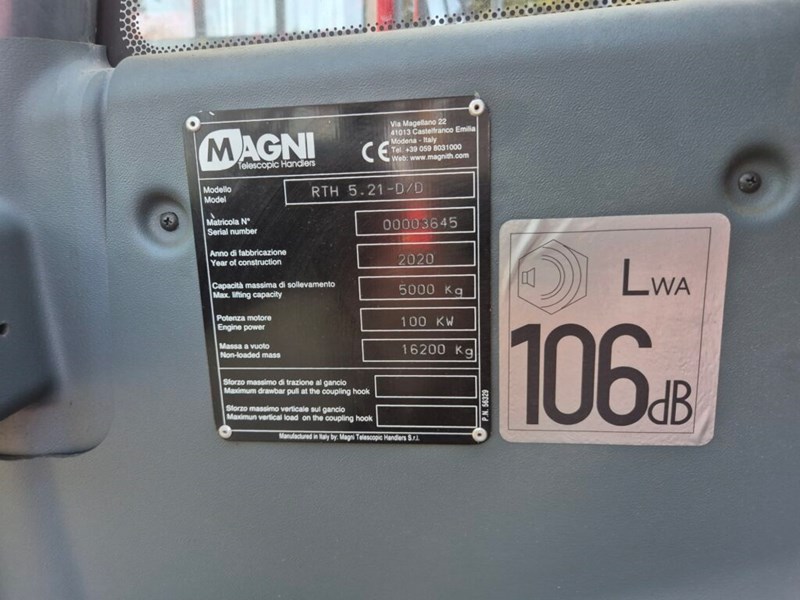 MAGNI
Telescopic Handlers
CE
Via Magellano 22
41013 Castelfranco Emilia
Modena - Italy
Tel. +39 059 8031000
Web: www.magnith.com
Modello
Model
RTH 5.21-D/D
Matricola N°
Serial number
00003645
Anno di fabbricazione
Year of construction
2020
Capacità massima di sollevamento
Max. lifting capacity
5000 Kg
Potenza motore
Engine power
100 KW
Massa a vuoto
Non-loaded mass
16200 Kg
Sforzo massimo di trazione al gancio
Maximum drawbar pull at the coupling hook
Sforzo massimo verticale sul gancio
Maximun vertical load on the coupling hook
P.N. 56329
Manufactured in Italy by: Magni Telescopic Handlers S.r.l.
LWA
106dB